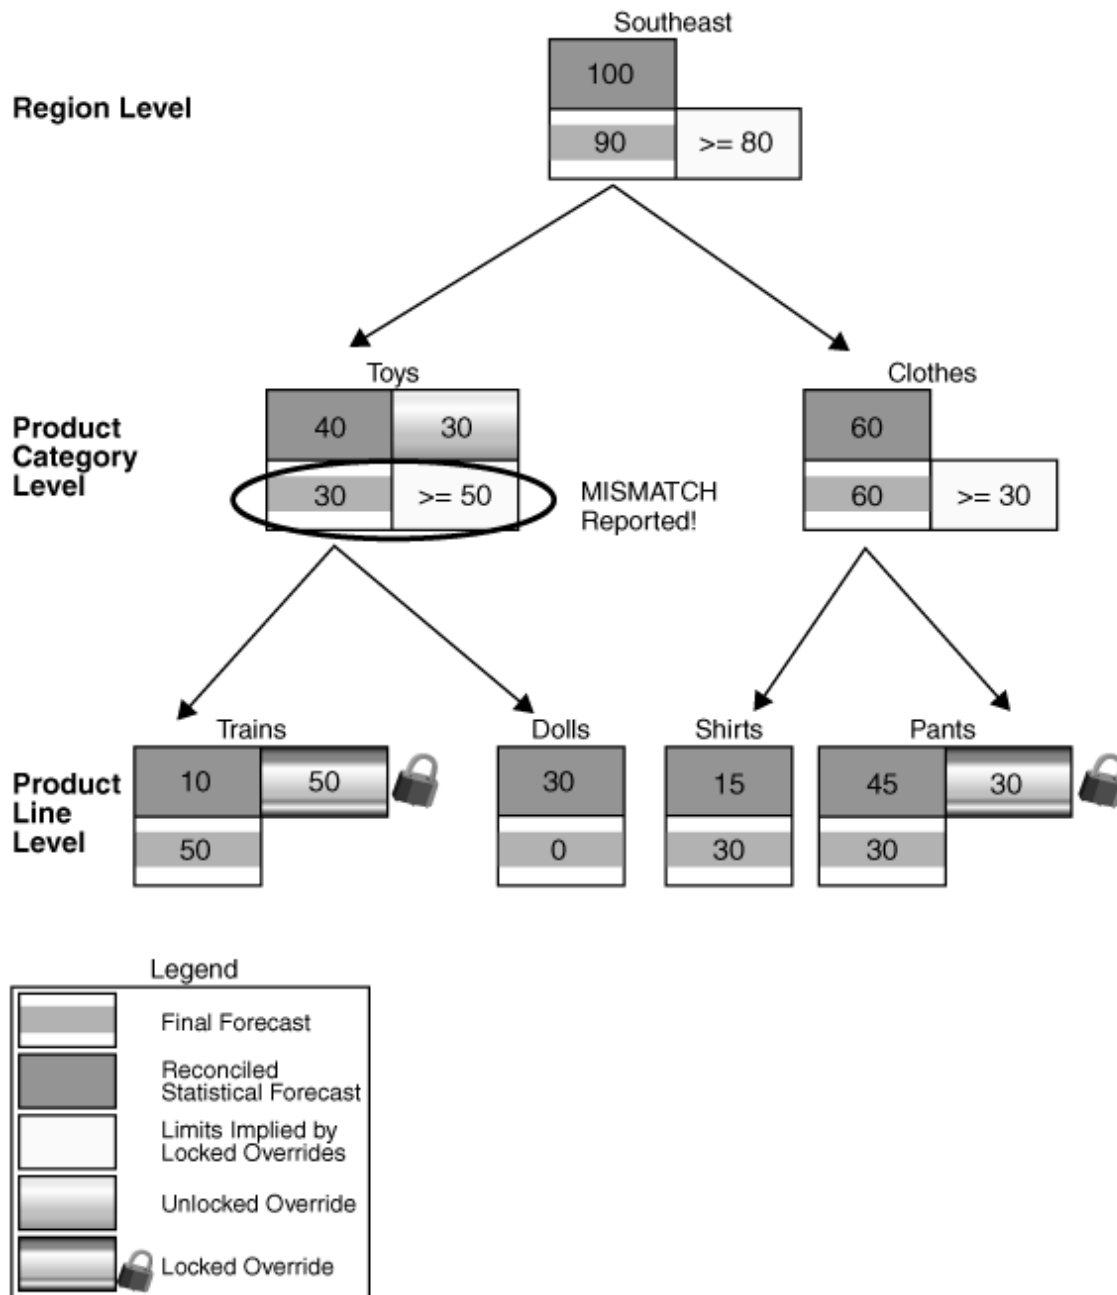 Southeast
100
Region Level
90
>= 80
Toys
Clothes
40
30
60
Product
Category
Level
30
>= 50
MISMATCH
Reported!
60
>= 30
Trains
Dolls
Shirts
Pants
10
50
30
15
45
30
Product
Line
Level
50
0
30
30
Legend
Final Forecast
Reconciled
Statistical Forecast
Limits Implied by
Locked Overrides
Unlocked Override
Locked Override